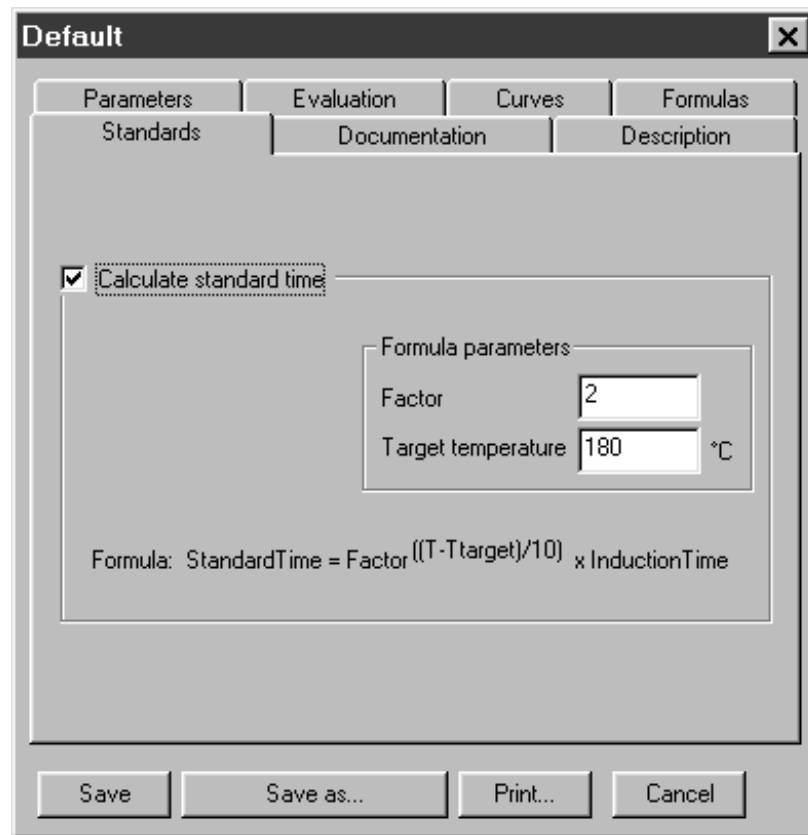 Default
Parameters Evaluation Curves Formulas
Standards Documentation Description
Calculate standard time
Formula parameters
Factor 2
Target temperature 180 °C
Formula: StandardTime = Factor ((T-Ttarget)/10) x InductionTime
Save Save as... Print... Cancel